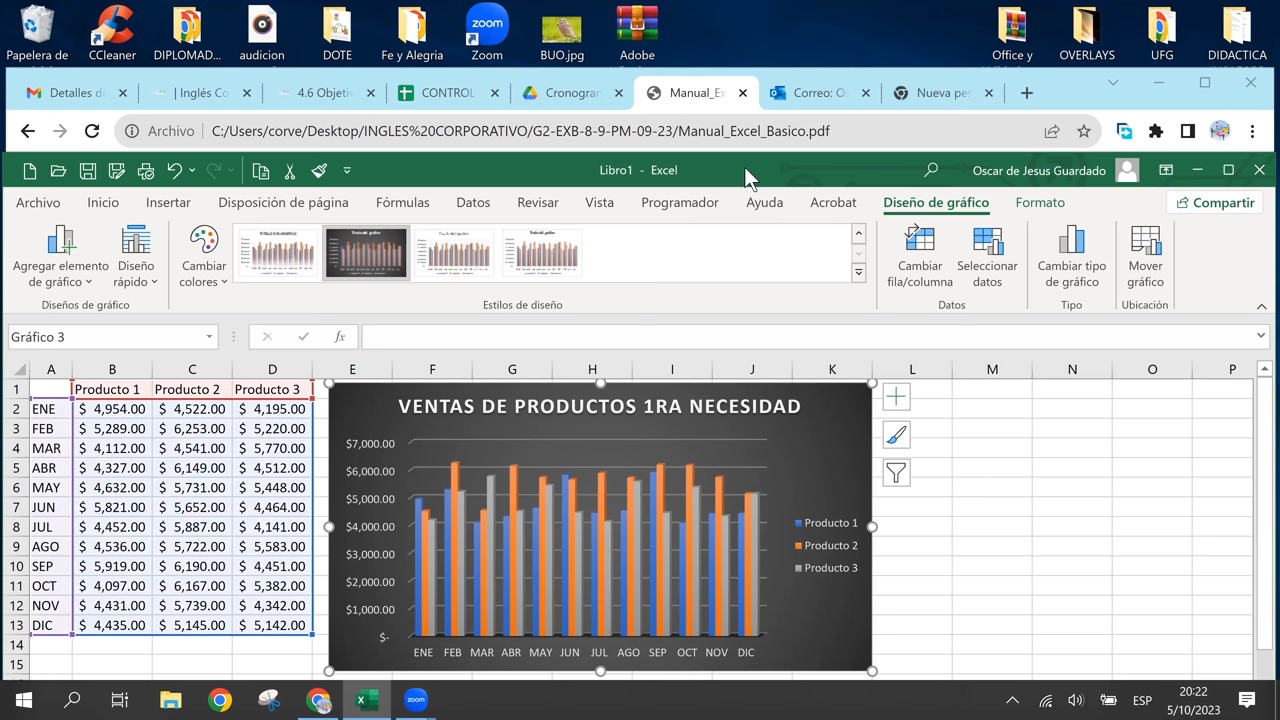 Papelera de
CCleaner
DIPLOMAD...
audicion
DOTE
Fe y Alegria
zoom
Zoom
BUO.jpg
Adobe
Office y
OVERLAYS
UFG
DIDACTICA
Detalles de
| Inglés Co
4.6 Objetiv
CONTROL
Cronogram
Manual_Ex
Correo: Os
Nueva pes
Archivo
C:/Users/corve/Desktop/INGLES%20CORPORATIVO/G2-EXB-8-9-PM-09-23/Manual_Excel_Basico.pdf
Libro1 - Excel
Oscar de Jesus Guardado
Archivo Inicio Insertar Disposición de página Fórmulas Datos Revisar Vista Programador Ayuda Acrobat Diseño de gráfico Formato Compartir
Agregar elemento de gráfico
Diseño rápido
Cambiar colores
Cambiar fila/columna
Seleccionar datos
Cambiar tipo de gráfico
Mover gráfico
Diseños de gráfico
Estilos de diseño
Datos
Tipo
Ubicación
Gráfico 3
fx
A B C D E F G H I J K L M N O P
1 Producto 1 Producto 2 Producto 3
2 ENE $ 4,954.00 $ 4,522.00 $ 4,195.00
3 FEB $ 5,289.00 $ 6,253.00 $ 5,220.00
4 MAR $ 4,112.00 $ 4,541.00 $ 5,770.00
5 ABR $ 4,327.00 $ 6,149.00 $ 4,512.00
6 MAY $ 4,632.00 $ 5,731.00 $ 5,448.00
7 JUN $ 5,821.00 $ 5,652.00 $ 4,464.00
8 JUL $ 4,452.00 $ 5,887.00 $ 4,141.00
9 AGO $ 4,536.00 $ 5,722.00 $ 5,583.00
10 SEP $ 5,919.00 $ 6,190.00 $ 4,451.00
11 OCT $ 4,097.00 $ 6,167.00 $ 5,382.00
12 NOV $ 4,431.00 $ 5,739.00 $ 4,342.00
13 DIC $ 4,435.00 $ 5,145.00 $ 5,142.00
14
15
VENTAS DE PRODUCTOS 1RA NECESIDAD
$7,000.00
$6,000.00
$5,000.00
$4,000.00
$3,000.00
$2,000.00
$1,000.00
$-
ENE FEB MAR ABR MAY JUN JUL AGO SEP OCT NOV DIC
Producto 1
Producto 2
Producto 3
zoom
ESP
20:22
5/10/2023